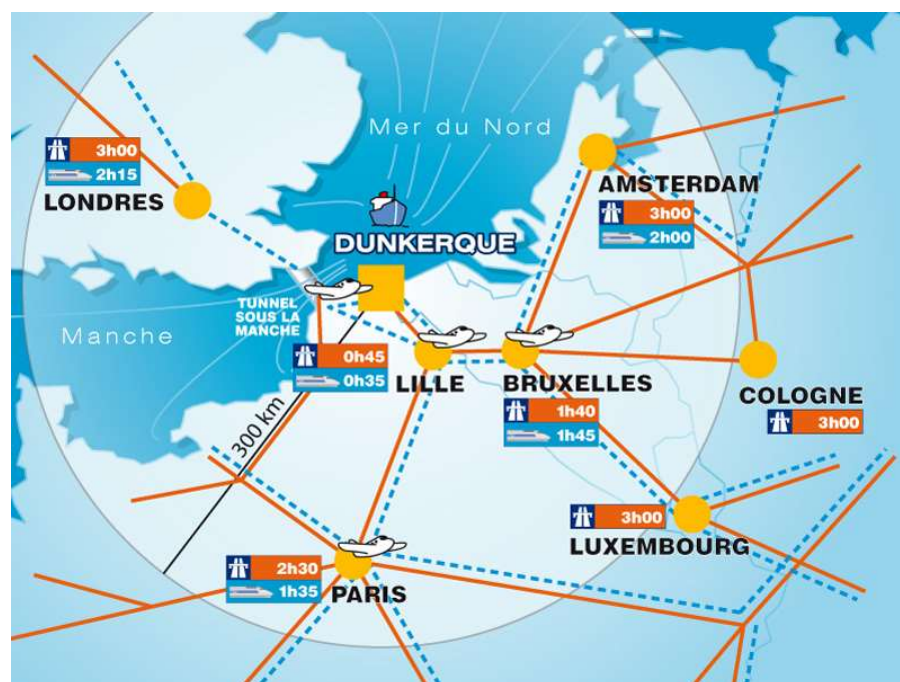 Mer du Nord
3h00
2h15
LONDRES
AMSTERDAM
3h00
2h00
DUNKERQUE
TUNNEL
SOUS LA
MANCHE
Manche
0h45
0h35
LILLE
BRUXELLES
1h40
1h45
COLOGNE
3h00
300 km
3h00
LUXEMBOURG
2h30
1h35
PARIS